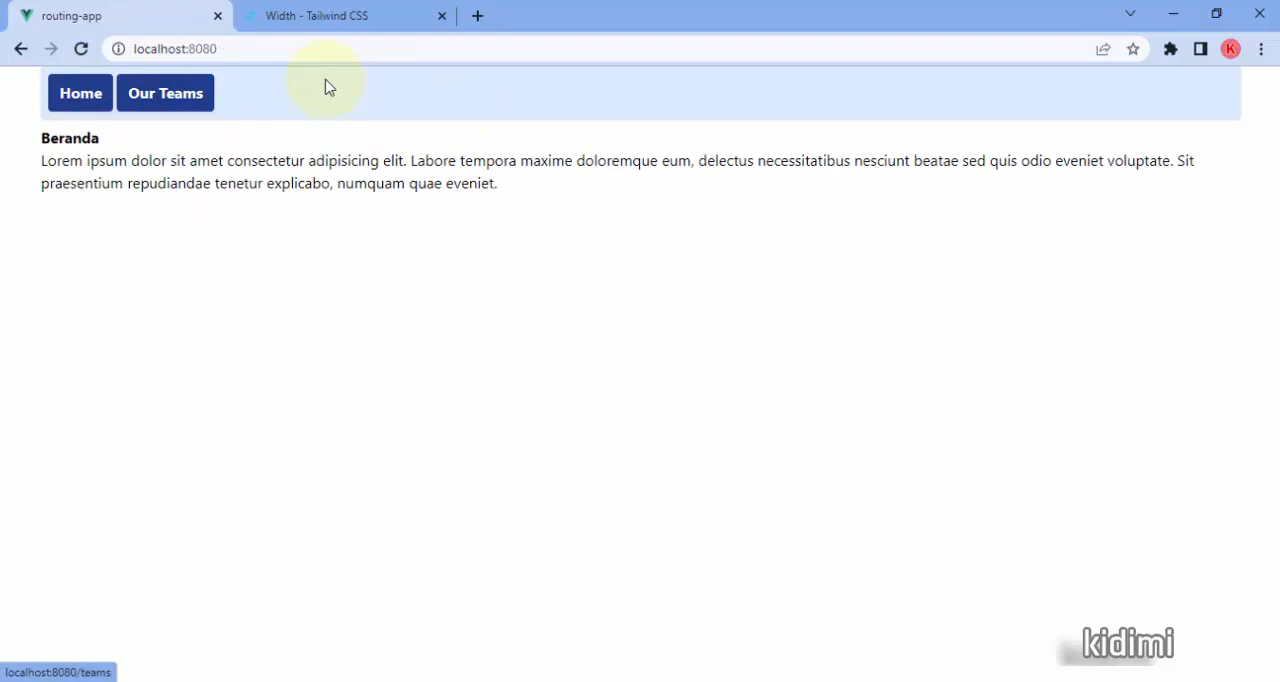 routing-app
Width - Tailwind CSS
localhost:8080
K
Home
Our Teams
Beranda
Lorem ipsum dolor sit amet consectetur adipisicing elit. Labore tempora maxime doloremque eum, delectus necessitatibus nesciunt beatae sed quis odio eveniet voluptate. Sit
praesentium repudiandae tenetur explicabo, numquam quae eveniet.
kidimi
localhost:8080/teams